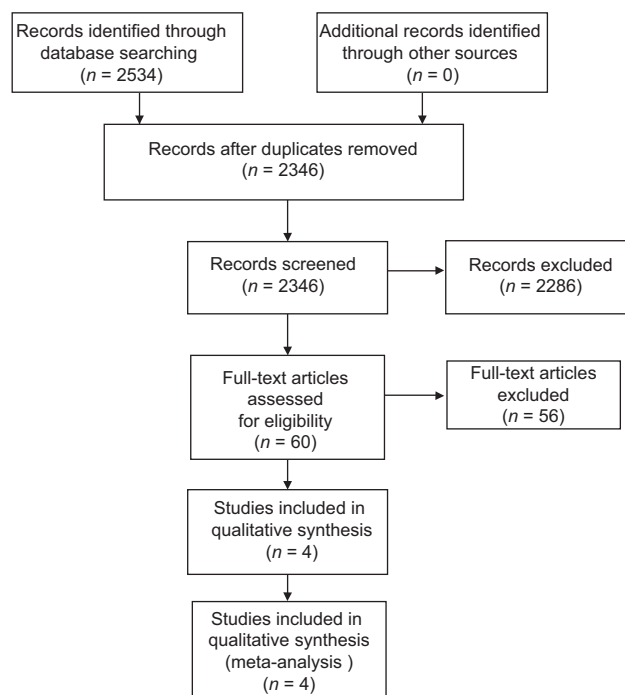 Records identified through
database searching
(n = 2534)
Additional records identified
through other sources
(n = 0)
Records after duplicates removed
(n = 2346)
Records screened
(n = 2346)
Records excluded
(n = 2286)
Full-text articles
assessed
for eligibility
(n = 60)
Full-text articles
excluded
(n = 56)
Studies included in
qualitative synthesis
(n = 4)
Studies included in
qualitative synthesis
(meta-analysis )
(n = 4)